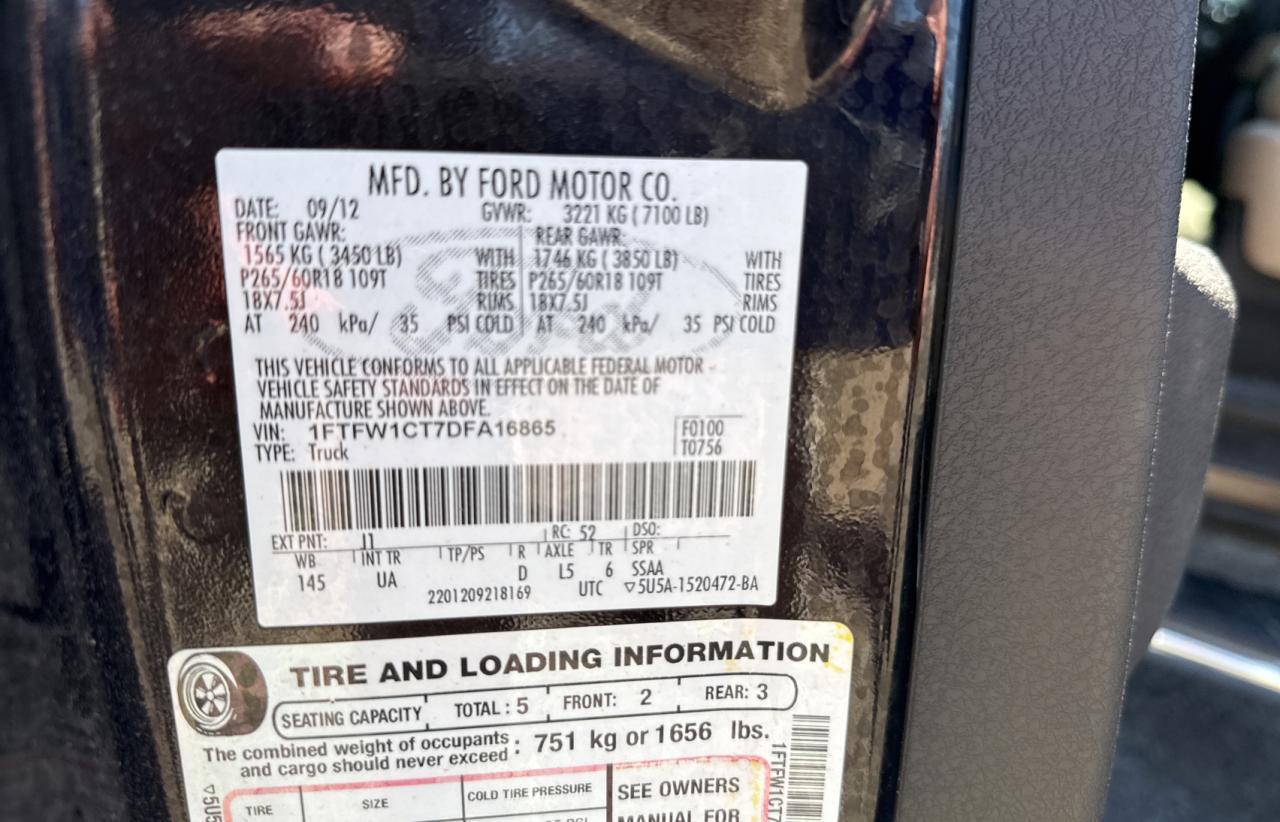 MFD. BY FORD MOTOR CO.
DATE: 09/12 GVWR: 3221 KG ( 7100 LB)
FRONT GAWR: REAR GAWR:
1565 KG ( 3450 LB) WITH 1746 KG ( 3850 LB) WITH
P265/60R18 109T TIRES P265/60R18 109T TIRES
18X7.5J RIMS 18X7.5J RIMS
AT 240 kPa/ 35 PSI COLD AT 240 kPa/ 35 PSI COLD
THIS VEHICLE CONFORMS TO ALL APPLICABLE FEDERAL MOTOR
VEHICLE SAFETY STANDARDS IN EFFECT ON THE DATE OF
MANUFACTURE SHOWN ABOVE.
VIN: 1FTFW1CT7DFA16865 F0100
TYPE: Truck T0756
EXT PNT: J1 RC: 52 DSO:
WB INT TR TP/PS R AXLE TR SPR
145 UA D L5 6 SSAA
2201209218169 UTC ▽5U5A-1520472-BA
TIRE AND LOADING INFORMATION
SEATING CAPACITY TOTAL : 5 FRONT: 2 REAR: 3
The combined weight of occupants
and cargo should never exceed : 751 kg or 1656 lbs.
TIRE SIZE COLD TIRE PRESSURE SEE OWNERS
MANUAL FOR
1FTFW1CT7
▽5U5